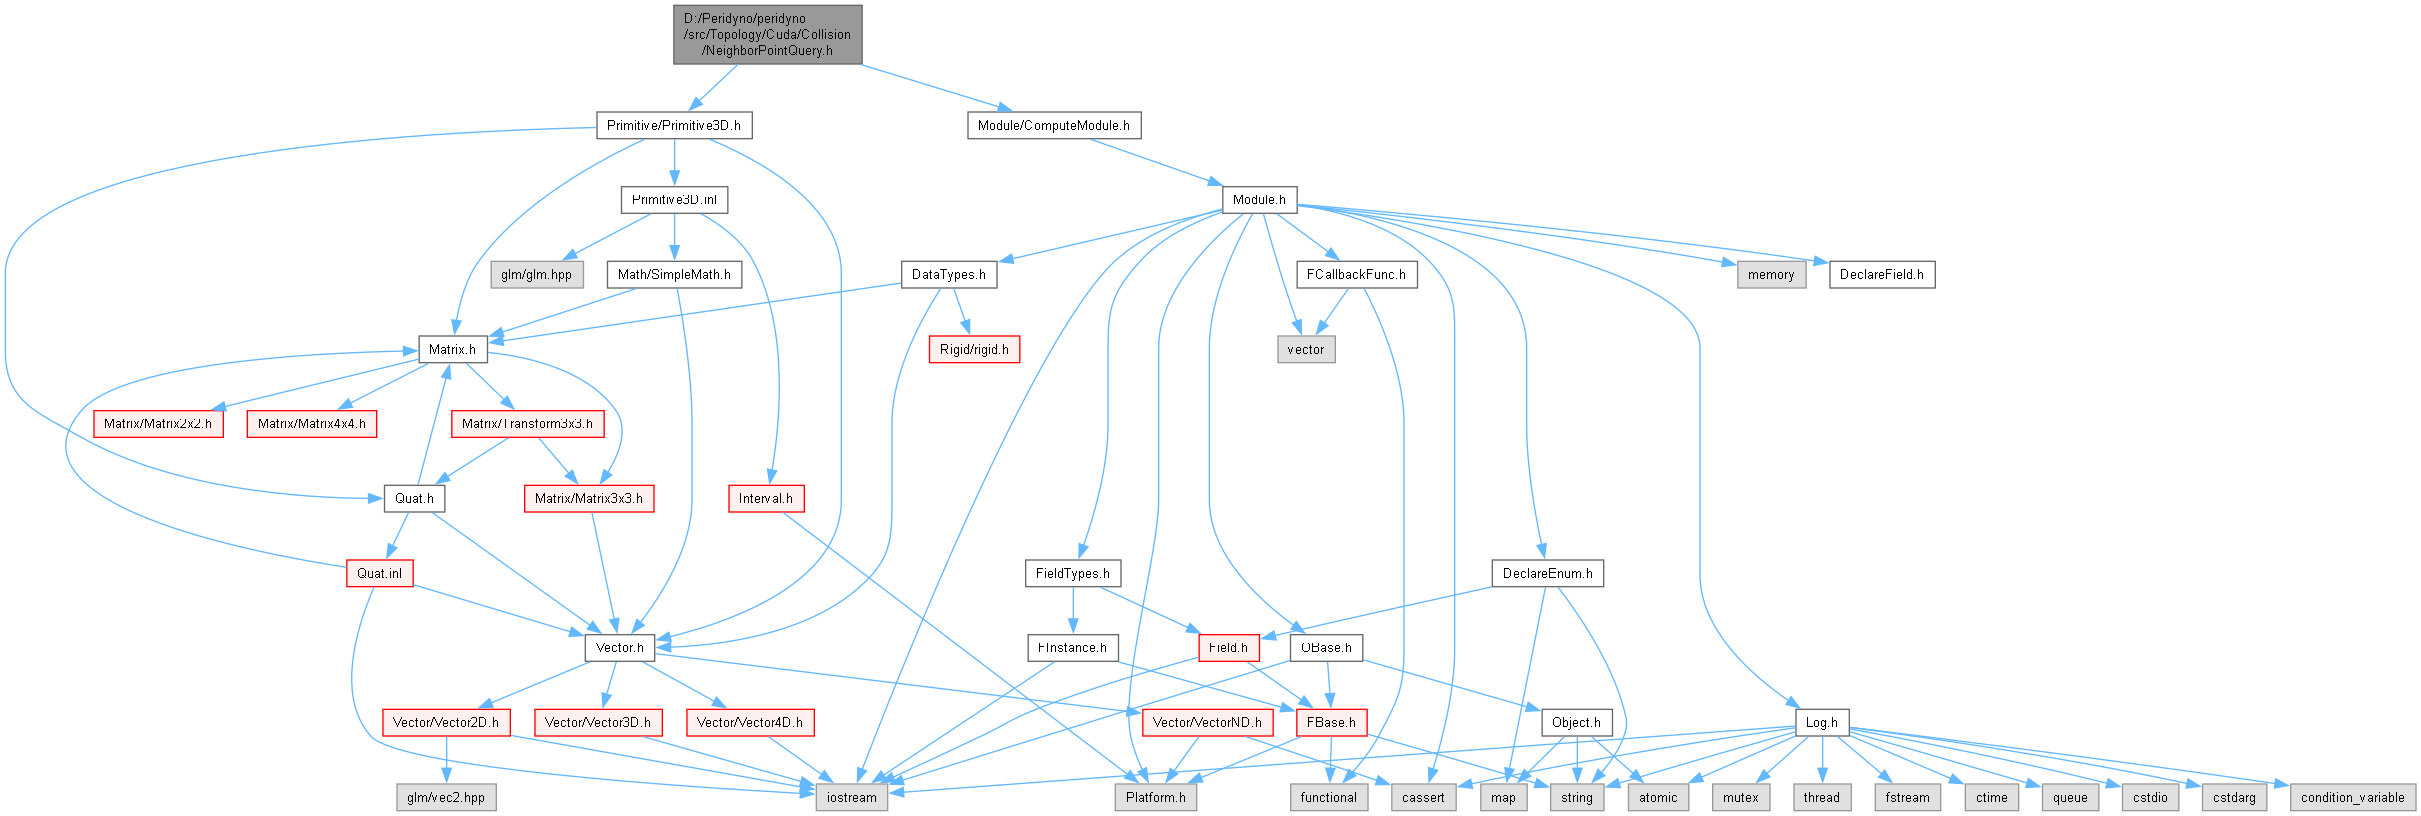 D:/Peridyno/peridyno
/src/Topology/Cuda/Collision
/NeighborPointQuery.h
Primitive/Primitive3D.h
Module/ComputeModule.h
Primitive3D.inl
Module.h
glm/glm.hpp
Math/SimpleMath.h
DataTypes.h
FCallbackFunc.h
memory
DeclareField.h
Matrix.h
Rigid/rigid.h
vector
Matrix/Matrix2x2.h
Matrix/Matrix4x4.h
Matrix/Transform3x3.h
Quat.h
Matrix/Matrix3x3.h
Interval.h
Quat.inl
FieldTypes.h
DeclareEnum.h
Vector.h
FInstance.h
Field.h
OBase.h
Vector/Vector2D.h
Vector/Vector3D.h
Vector/Vector4D.h
Vector/VectorND.h
FBase.h
Object.h
Log.h
glm/vec2.hpp
iostream
Platform.h
functional
cassert
map
string
atomic
mutex
thread
fstream
ctime
queue
cstdio
cstdarg
condition_variable